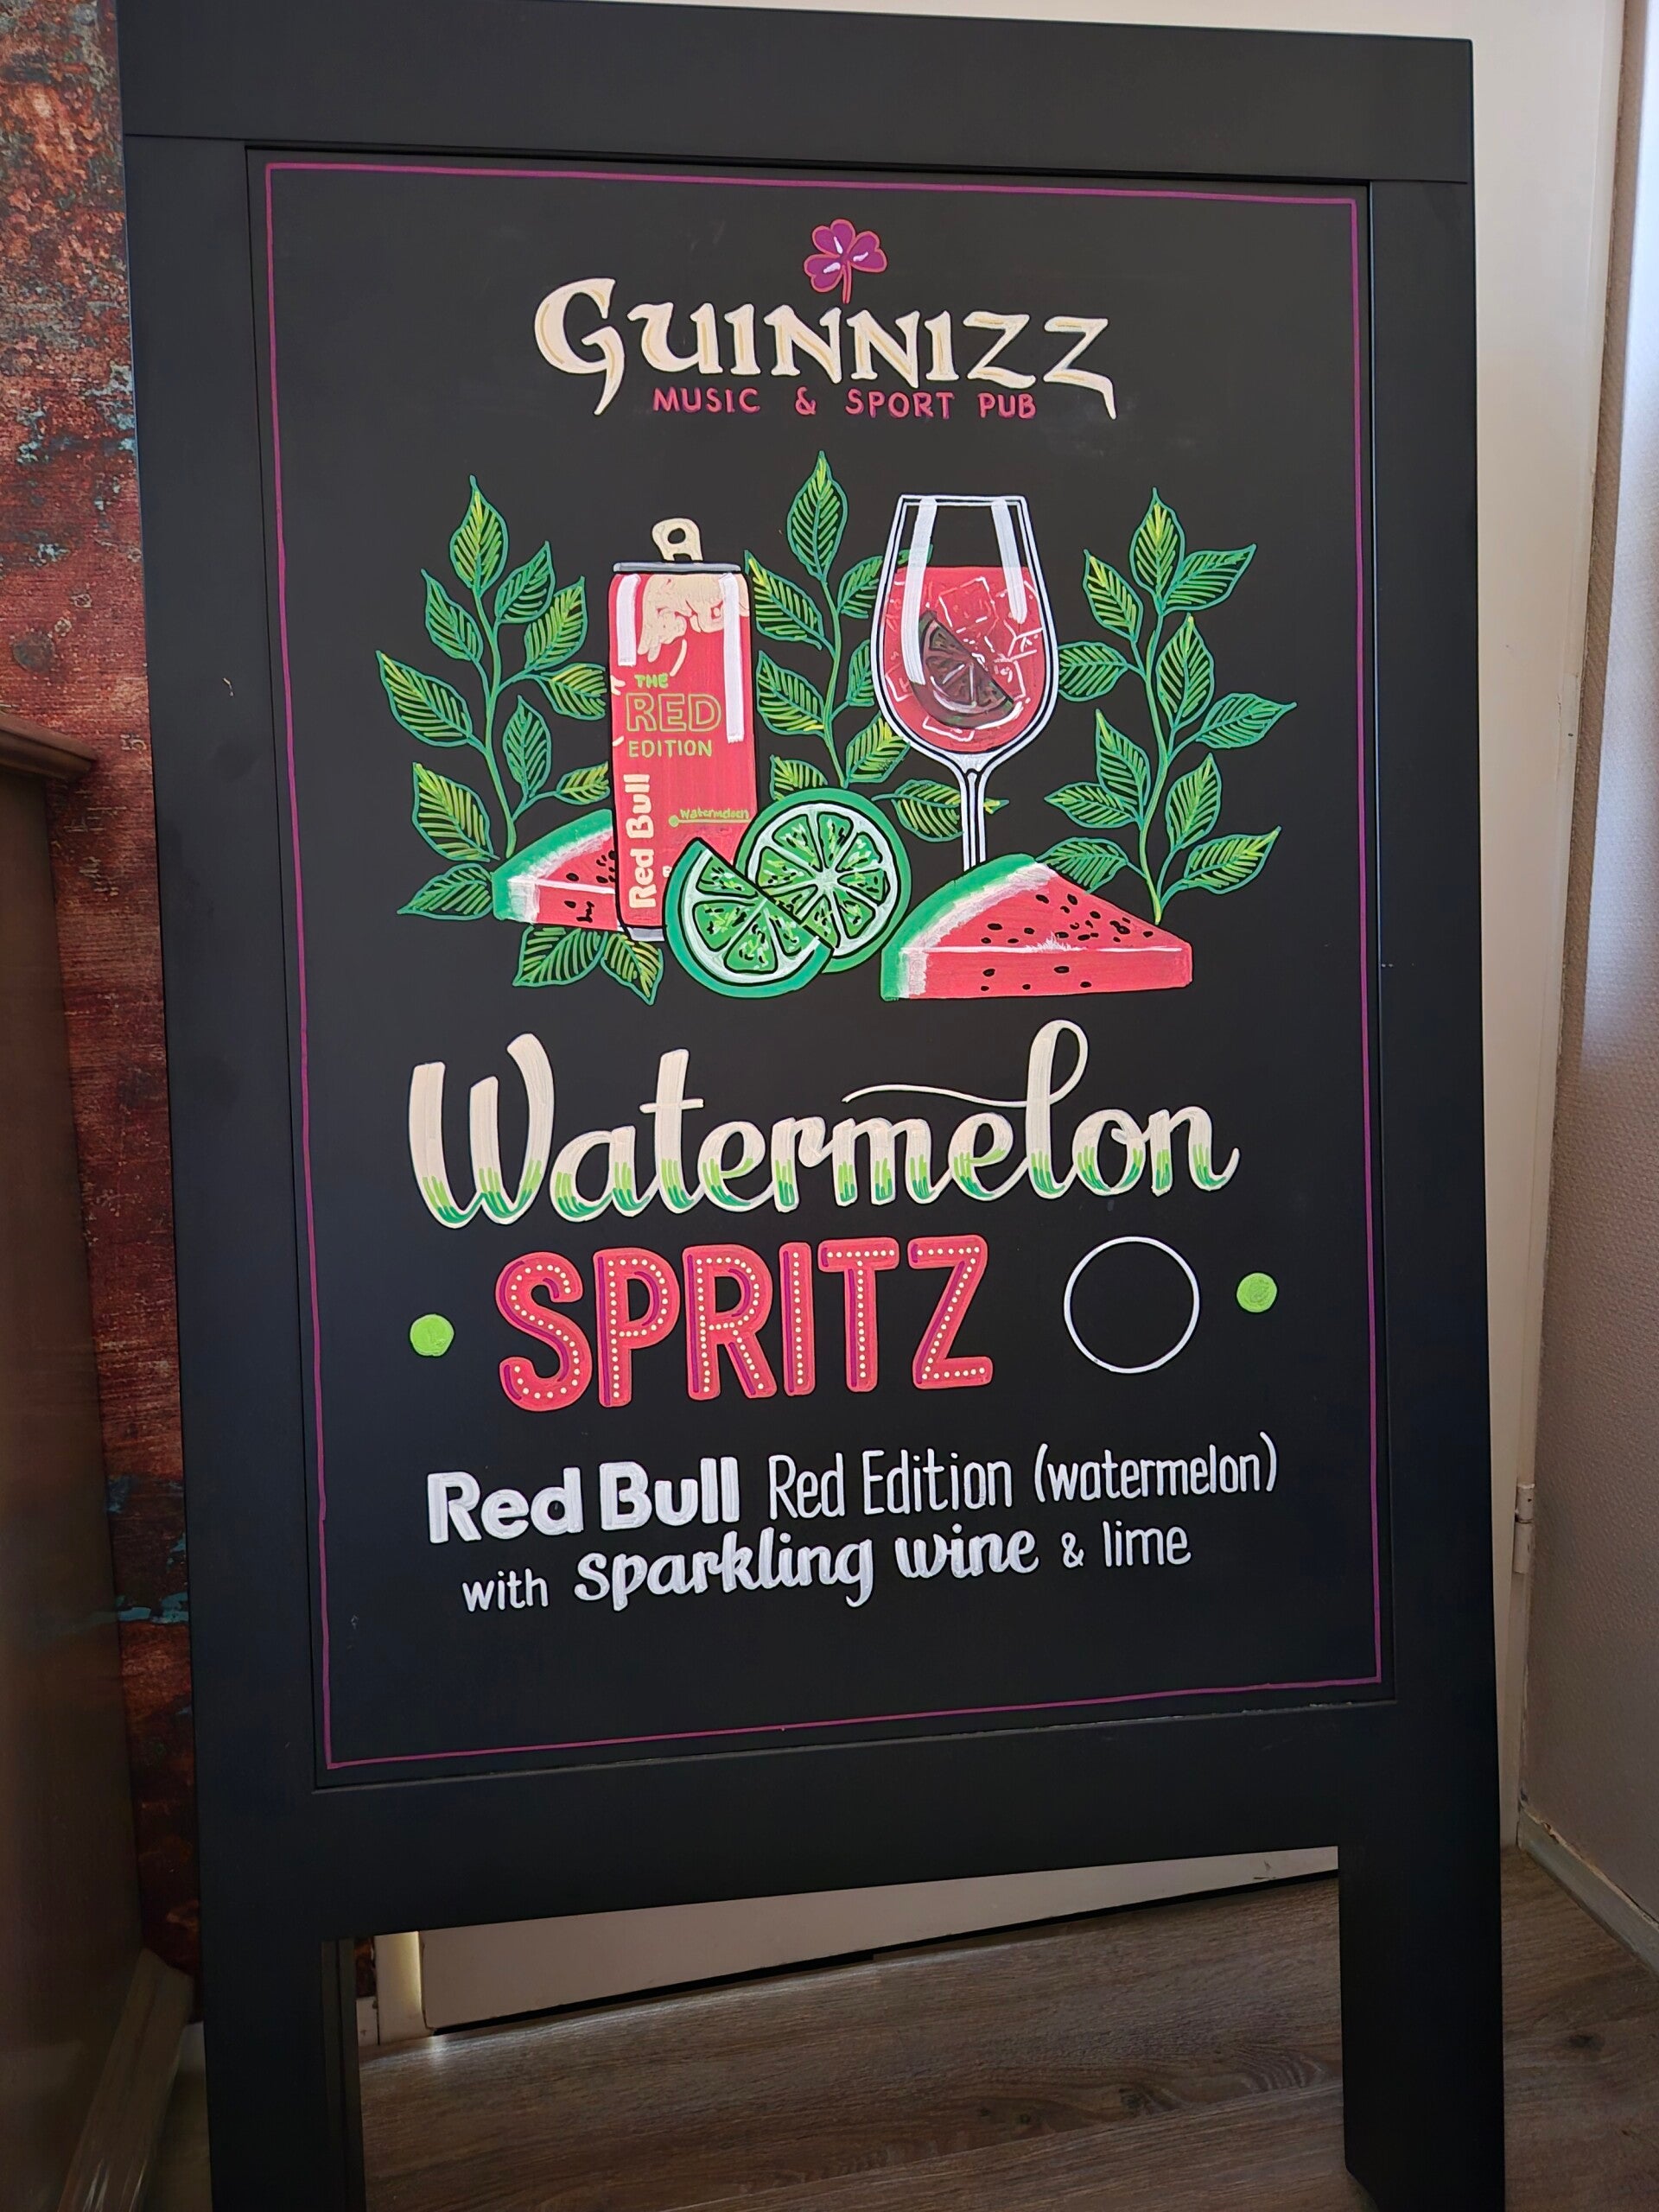 GUINNIZZ
MUSIC & SPORT PUB
THE
RED
EDITION
Red Bull
Watermelon
Watermelon
SPRITZ
Red Bull Red Edition (watermelon)
with sparkling wine & lime